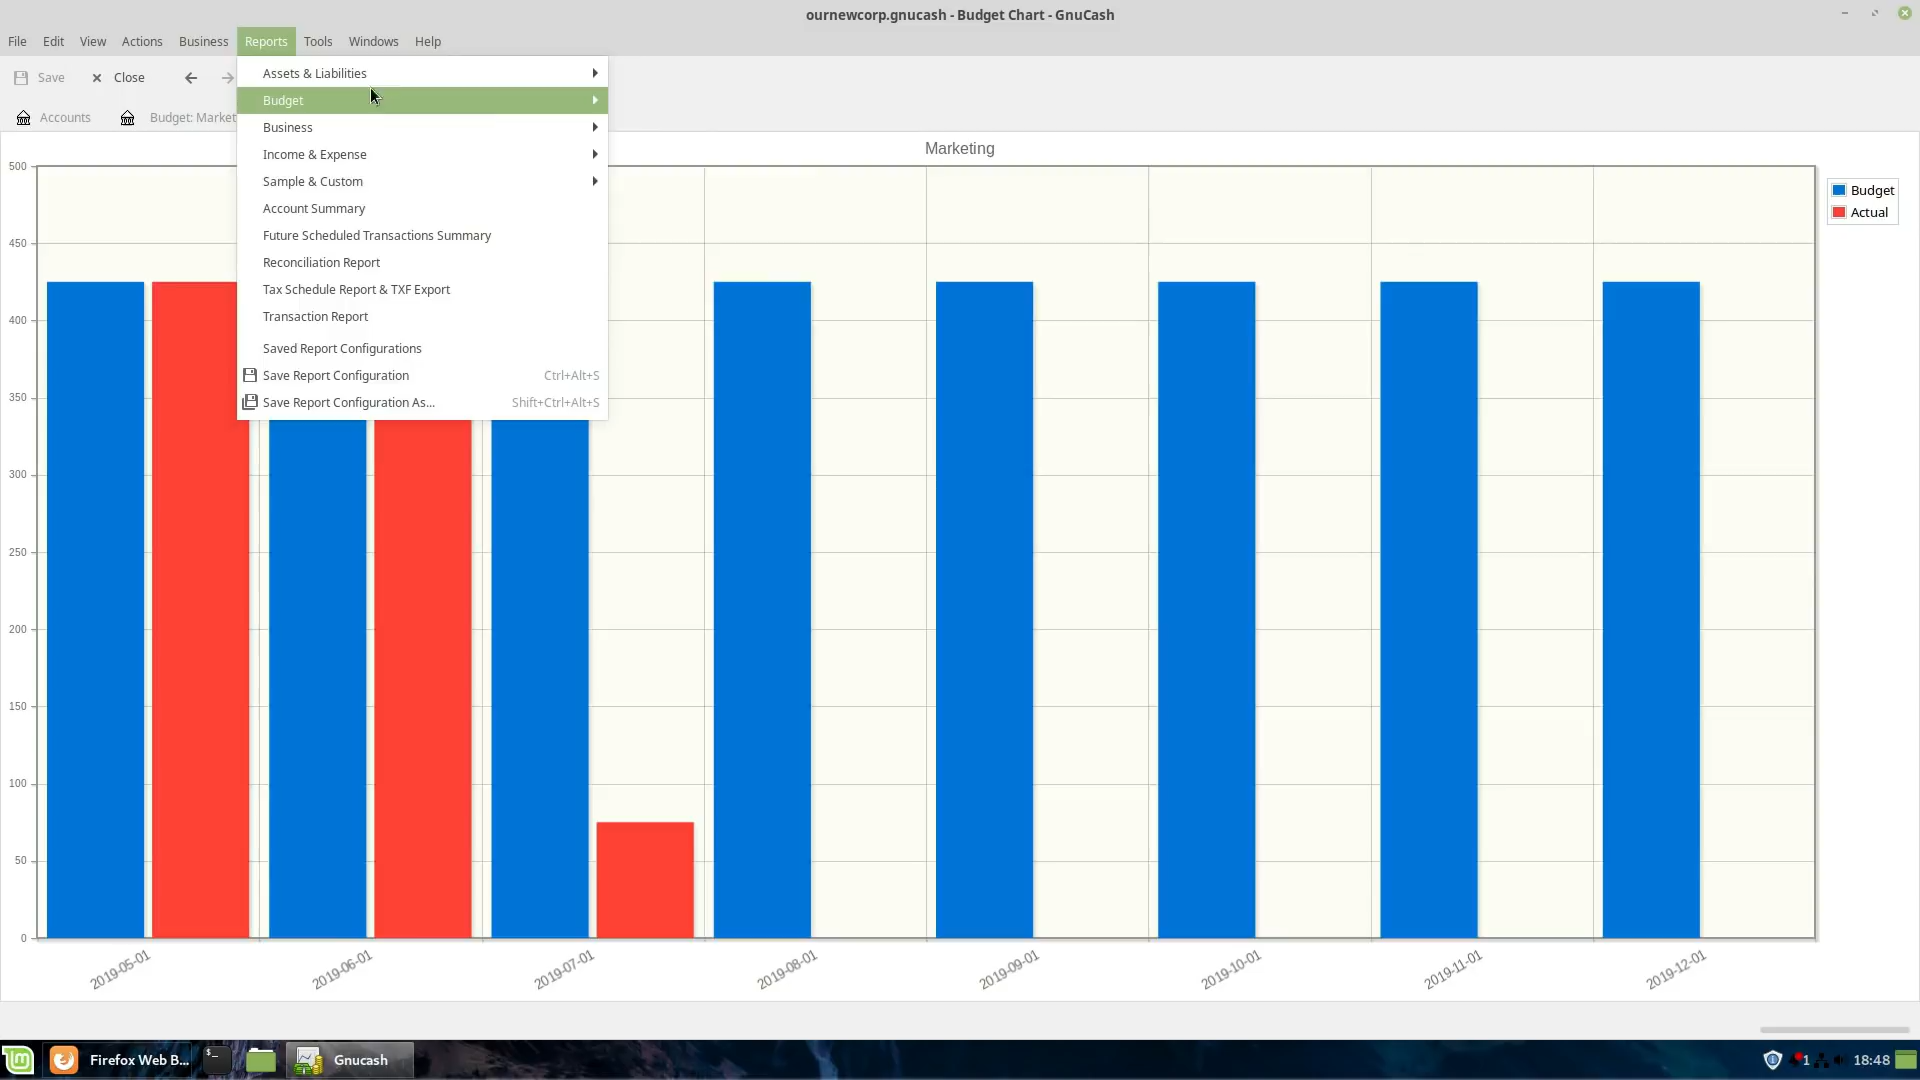 ournewcorp.gnucash - Budget Chart - GnuCash
File Edit View Actions Business Reports Tools Windows Help
Save Close
Accounts Budget: Market
Assets & Liabilities
Budget
Business
Income & Expense
Sample & Custom
Account Summary
Future Scheduled Transactions Summary
Reconciliation Report
Tax Schedule Report & TXF Export
Transaction Report
Saved Report Configurations
Save Report Configuration Ctrl+Alt+S
Save Report Configuration As... Shift+Ctrl+Alt+S
Marketing
Budget
Actual
500
450
400
350
300
250
200
150
100
50
0
2019-05-01 2019-06-01 2019-07-01 2019-08-01 2019-09-01 2019-10-01 2019-11-01 2019-12-01
Firefox Web B... Gnucash 1 18:48